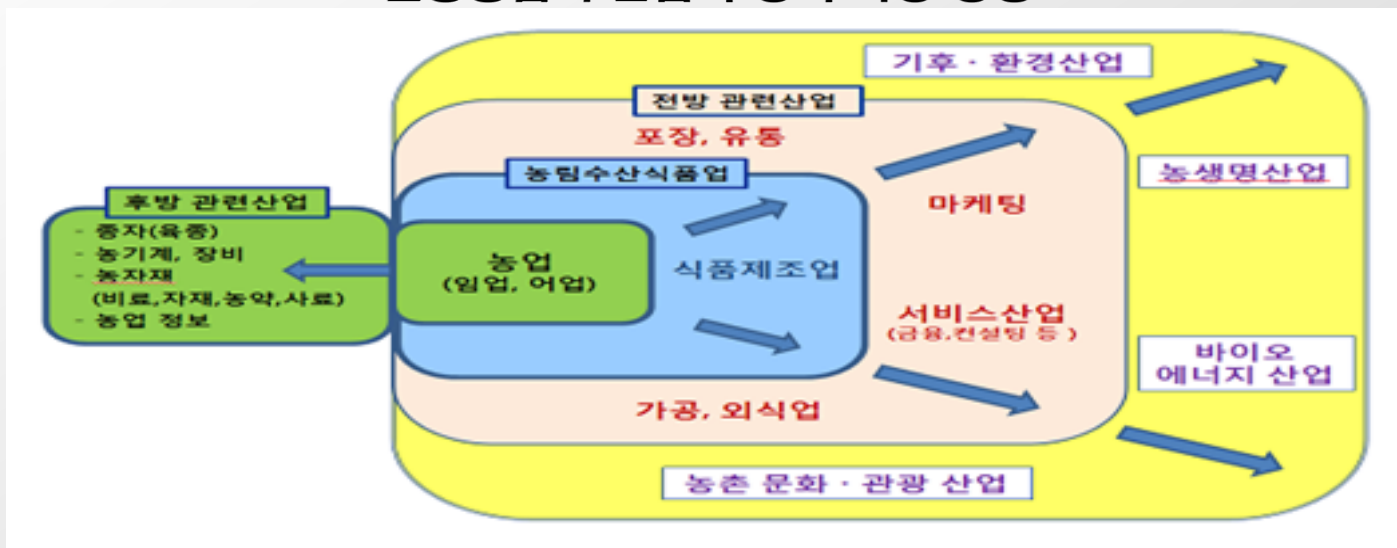 기후 · 환경산업
전방 관련산업
포장, 유통
농림수산식품업
농생명산업
후방 관련산업
- 종자(육종)
- 농기계, 장비
- 농자재
(비료,자재,농약,사료)
- 농업 정보
농업
(임업, 어업)
식품제조업
마케팅
서비스산업
(금융,컨설팅 등 )
바이오
에너지 산업
가공, 외식업
농촌 문화 · 관광 산업